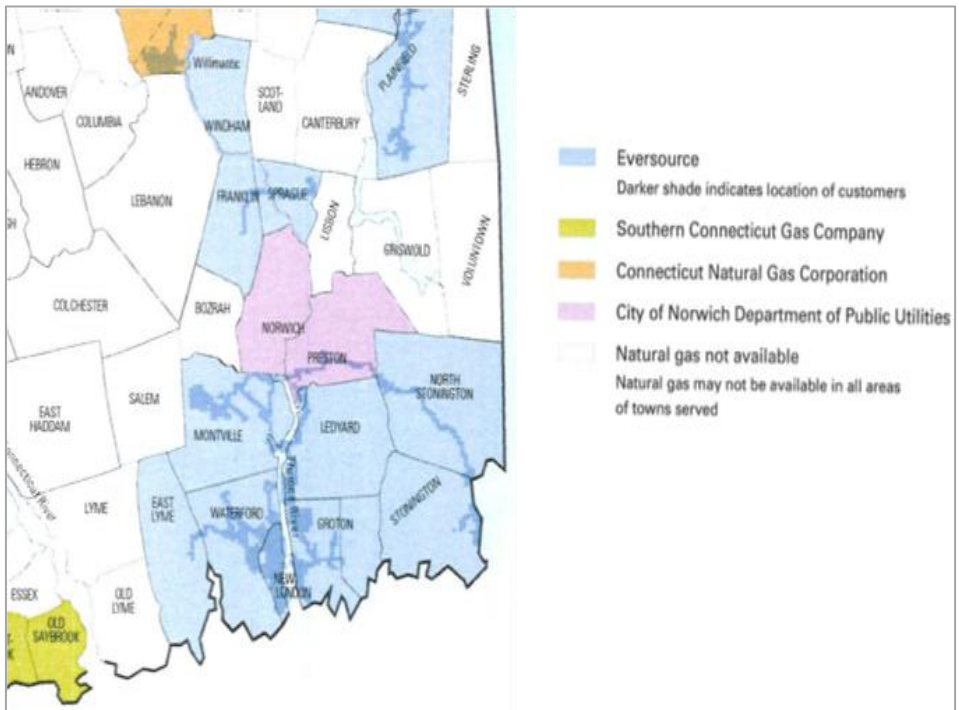 Willimantic
PLAINFIELD
STERLING
ANDOVER
SCOT-
LAND
COLUMBIA
WINDHAM
CANTERBURY
HEBRON
LEBANON
FRANKLIN
SPRAGUE
LISBON
GRISWOLD
VOLUNTOWN
COLCHESTER
BOZRAH
NORWICH
PRESTON
EAST
HADDAM
SALEM
MONTVILLE
LEDYARD
NORTH
STONINGTON
Connecticut River
LYME
EAST
LYME
WATERFORD
Thames River
GROTON
STONINGTON
ESSEX
OLD
LYME
NEW
LONDON
OLD
SAYBROOK
Eversource
Darker shade indicates location of customers
Southern Connecticut Gas Company
Connecticut Natural Gas Corporation
City of Norwich Department of Public Utilities
Natural gas not available
Natural gas may not be available in all areas
of towns served